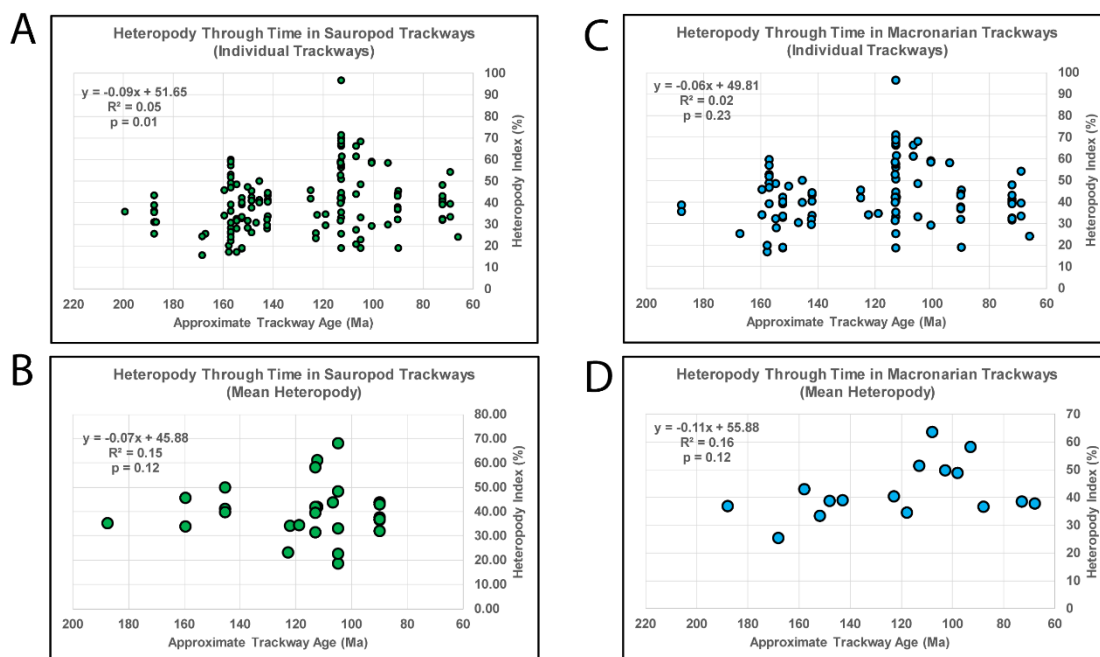 A
Heteropody Through Time in Sauropod Trackways
(Individual Trackways)
y = -0.09x + 51.65
R² = 0.05
p = 0.01
100
90
80
70
60
50
40
30
20
10
0
Heteropody Index (%)
220 200 180 160 140 120 100 80 60
Approximate Trackway Age (Ma)
B
Heteropody Through Time in Sauropod Trackways
(Mean Heteropody)
y = -0.07x + 45.88
R² = 0.15
p = 0.12
80.00
70.00
60.00
50.00
40.00
30.00
20.00
10.00
0.00
Heteropody Index (%)
200 180 160 140 120 100 80 60
Approximate Trackway Age (Ma)
C
Heteropody Through Time in Macronarian Trackways
(Individual Trackways)
y = -0.06x + 49.81
R² = 0.02
p = 0.23
100
90
80
70
60
50
40
30
20
10
0
Heteropody Index (%)
200 180 160 140 120 100 80 60
Approximate Trackway Age (Ma)
D
Heteropody Through Time in Macronarian Trackways
(Mean Heteropody)
y = -0.11x + 55.88
R² = 0.16
p = 0.12
70
60
50
40
30
20
10
0
Heteropody Index (%)
200 180 160 140 120 100 80 60
Approximate Trackway Age (Ma)